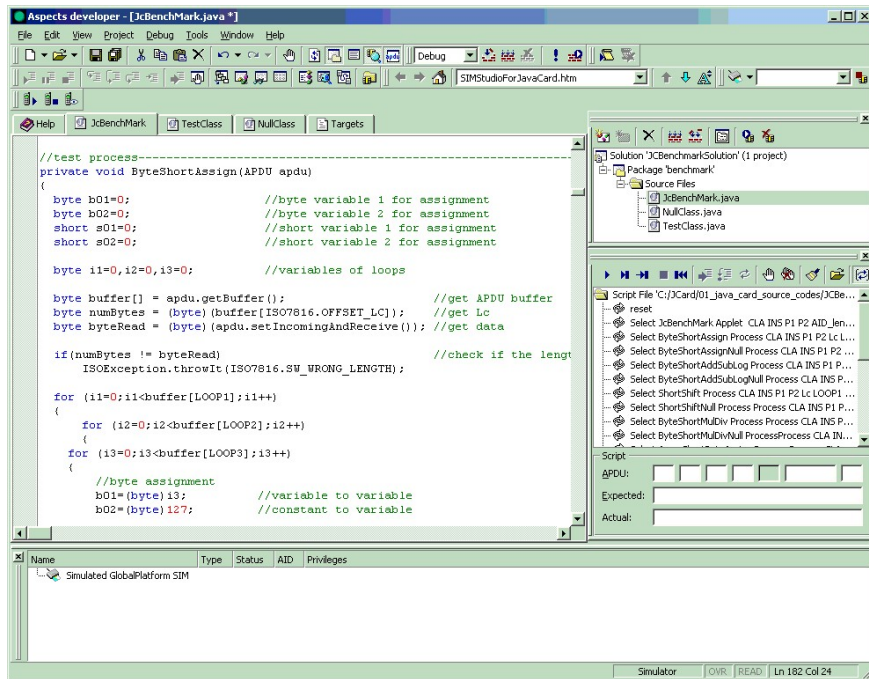 Aspects developer - [JcBenchMark.java *]
File Edit View Project Debug Tools Window Help
Debug
SIMStudioForJavaCard.htm
Help JcBenchMark TestClass NullClass Targets
//test process------------------------------------------------------------
private void ByteShortAssign(APDU apdu)
{
byte b01=0; //byte variable 1 for assignment
byte b02=0; //byte variable 2 for assignment
short s01=0; //short variable 1 for assignment
short s02=0; //short variable 2 for assignment
byte i1=0,i2=0,i3=0; //variables of loops
byte buffer[] = apdu.getBuffer(); //get APDU buffer
byte numBytes = (byte)(buffer[ISO7816.OFFSET_LC]); //get Lc
byte byteRead = (byte)(apdu.setIncomingAndReceive()); //get data
if(numBytes != byteRead) //check if the lengt
ISOException.throwIt(ISO7816.SW_WRONG_LENGTH);
for (i1=0;i1<buffer[LOOP1];i1++)
{
for (i2=0;i2<buffer[LOOP2];i2++)
{
for (i3=0;i3<buffer[LOOP3];i3++)
{
//byte assignment
b01=(byte)i3; //variable to variable
b02=(byte)127; //constant to variable
Solution 'JCBenchmarkSolution' (1 project)
Package 'benchmark'
Source Files
JcBenchMark.java
NullClass.java
TestClass.java
Script File 'C:/JCard/01_java_card_source_codes/JCBe...
reset
Select JcBenchMark Applet CLA INS P1 P2 AID_len...
Select ByteShortAssign Process CLA INS P1 P2 Lc L...
Select ByteShortAssignNull Process CLA INS P1 P2 ...
Select ByteShortAddSubLog Process CLA INS P1 P...
Select ByteShortAddSubLogNull Process CLA INS P...
Select ShortShift Process CLA INS P1 P2 Lc LOOP1 ...
Select ShortShiftNull Process Process CLA INS P1 P...
Select ByteShortMulDiv Process Process CLA INS P...
Select ByteShortMulDivNull ProcessProcess CLA IN...
Script
APDU:
Expected:
Actual:
Name Type Status AID Privileges
Simulated GlobalPlatform SIM
Simulator OVR READ Ln 182 Col 24